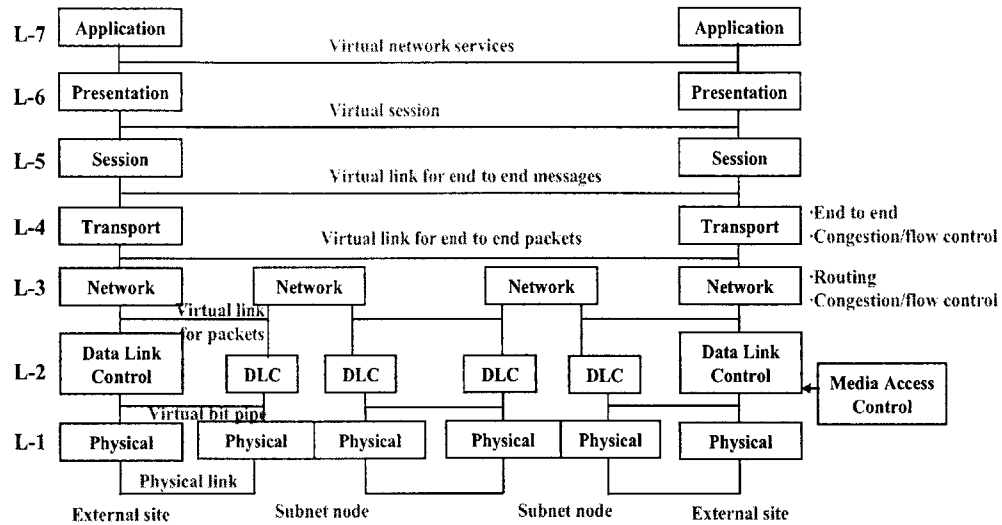 L-7 Application Application
Virtual network services
L-6 Presentation Presentation
Virtual session
L-5 Session Session
Virtual link for end to end messages
L-4 Transport Transport ·End to end
·Congestion/flow control
Virtual link for end to end packets
L-3 Network Network Network Network ·Routing
·Congestion/flow control
Virtual link
for packets
L-2 Data Link
Control DLC DLC DLC DLC Data Link
Control
Media Access
Control
Virtual bit pipe
L-1 Physical Physical Physical Physical Physical Physical
Physical link
External site Subnet node Subnet node External site